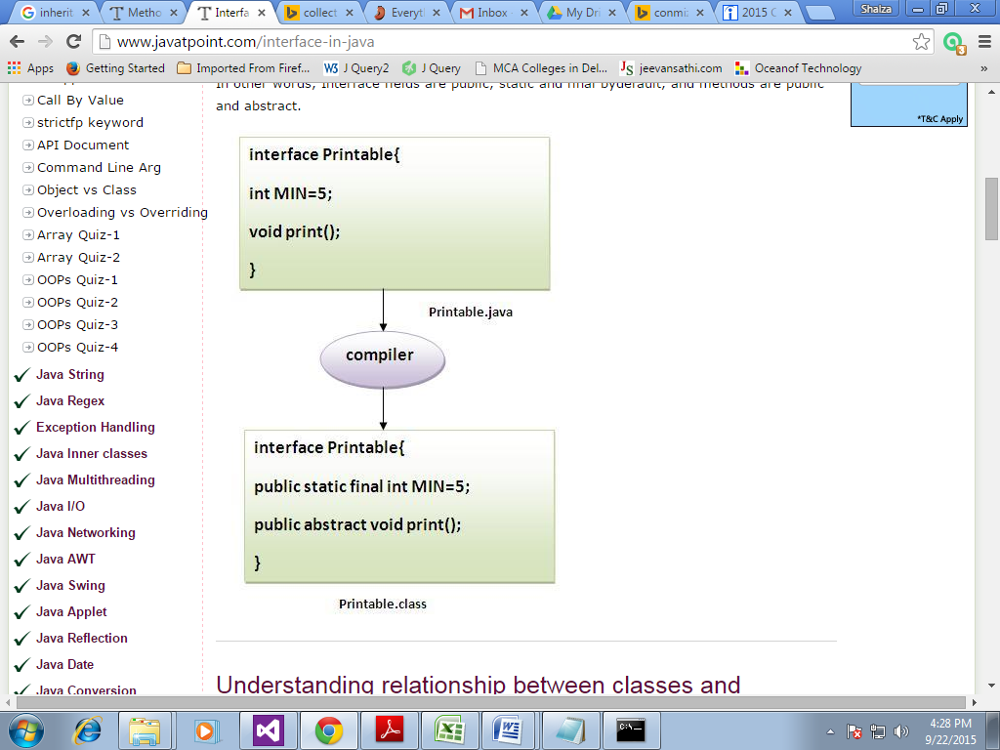 inherit
Metho
Interfa
collect
Everyt
Inbox -
My Dri
conmi
2015 C
Shalza
www.javatpoint.com/interface-in-java
3
Apps
Getting Started
Imported From Firef...
W3 J Query2
J Query
MCA Colleges in Del...
JS jeevansathi.com
Oceanof Technology
»
In other words, Interface fields are public, static and final bydefault, and methods are public
and abstract.
*T&C Apply
Call By Value
strictfp keyword
API Document
Command Line Arg
Object vs Class
Overloading vs Overriding
Array Quiz-1
Array Quiz-2
OOPs Quiz-1
OOPs Quiz-2
OOPs Quiz-3
OOPs Quiz-4
Java String
Java Regex
Exception Handling
Java Inner classes
Java Multithreading
Java I/O
Java Networking
Java AWT
Java Swing
Java Applet
Java Reflection
Java Date
Java Conversion
interface Printable{
int MIN=5;
void print();
}
Printable.java
compiler
interface Printable{
public static final int MIN=5;
public abstract void print();
}
Printable.class
Understanding relationship between classes and
C:\.
4:28 PM
9/22/2015